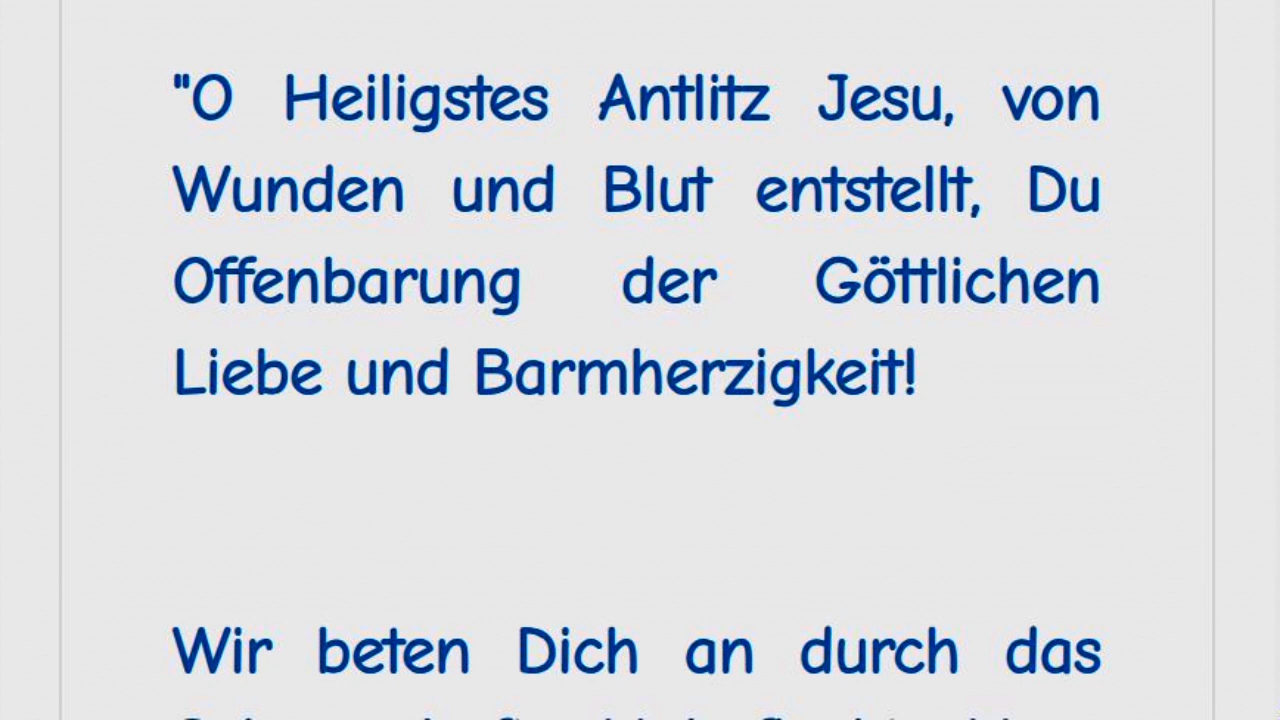 "O Heiligstes Antlitz Jesu, von
Wunden und Blut entstellt, Du
Offenbarung der Göttlichen
Liebe und Barmherzigkeit!
Wir beten Dich an durch das